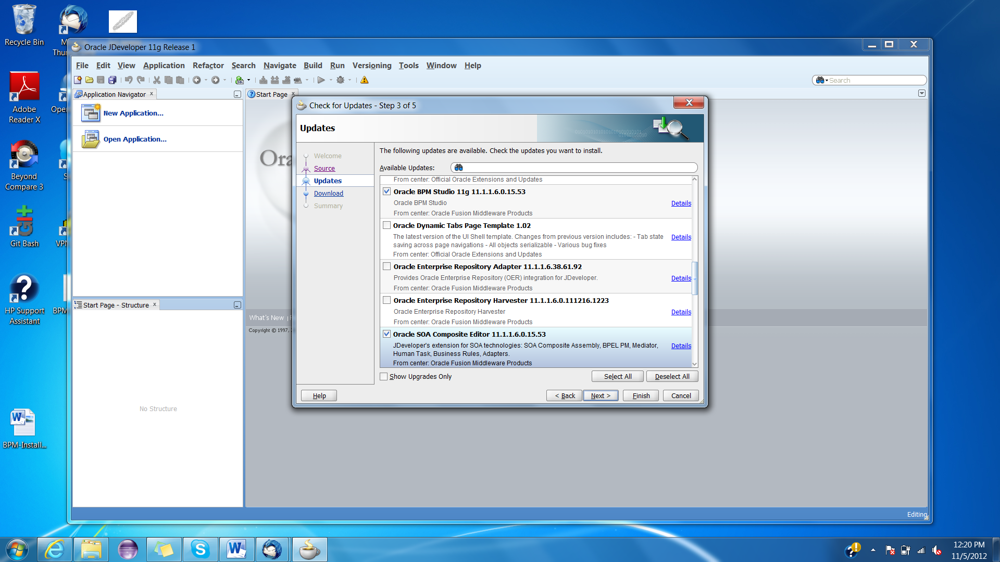 Recycle Bin
M
Thu
Adobe
Reader X
Ope
Beyond
Compare 3
S
Git Bash
VPN
HP Support
Assistant
BPM
BPM-Install...
Oracle JDeveloper 11g Release 1
File Edit View Application Refactor Search Navigate Build Run Versioning Tools Window Help
SQL
Search
Application Navigator
New Application...
Open Application...
Start Page
Ora
Start Page - Structure
No Structure
What's New
Copyright © 1997,
Check for Updates - Step 3 of 5
Updates
Welcome
Source
Updates
Download
Summary
The following updates are available. Check the updates you want to install.
Available Updates:
From center: Official Oracle Extensions and Updates
Oracle BPM Studio 11g 11.1.1.6.0.15.53
Oracle BPM Studio
Details
From center: Oracle Fusion Middleware Products
Oracle Dynamic Tabs Page Template 1.02
The latest version of the UI Shell template. Changes from previous version includes: - Tab state
Details
saving across page navigations - All objects serializable - Various bug fixes
From center: Official Oracle Extensions and Updates
Oracle Enterprise Repository Adapter 11.1.1.6.38.61.92
Provides Oracle Enterprise Repository (OER) integration for JDeveloper.
Details
From center: Oracle Fusion Middleware Products
Oracle Enterprise Repository Harvester 11.1.1.6.0.111216.1223
Oracle Enterprise Repository Harvester
Details
From center: Oracle Fusion Middleware Products
Oracle SOA Composite Editor 11.1.1.6.0.15.53
JDeveloper's extension for SOA technologies: SOA Composite Assembly, BPEL PM, Mediator,
Details
Human Task, Business Rules, Adapters.
From center: Oracle Fusion Middleware Products
Show Upgrades Only
Select All
Deselect All
Help
< Back
Next >
Finish
Cancel
Editing
12:20 PM
11/5/2012